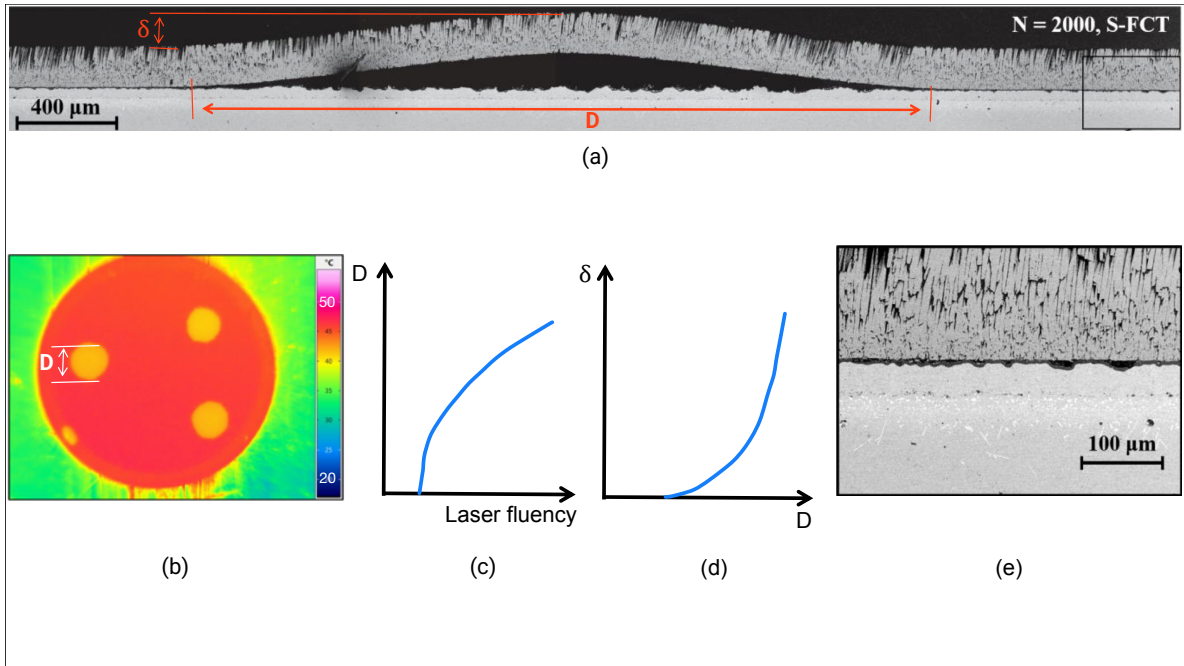 δ
N = 2000, S-FCT
400 µm
D
(a)
°C
50
45
40
35
30
25
20
D
(b)
D
Laser fluency
(c)
δ
D
(d)
100 µm
(e)